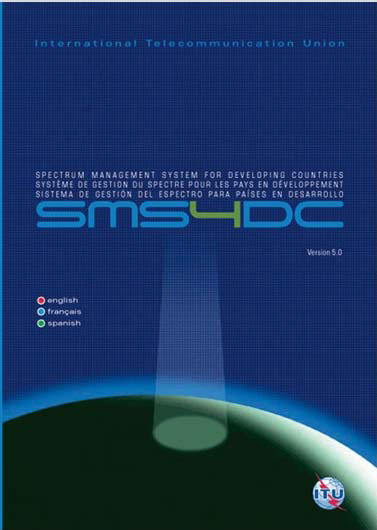 International Telecommunication Union
SPECTRUM MANAGEMENT SYSTEM FOR DEVELOPING COUNTRIES
SYSTÈME DE GESTION DU SPECTRE POUR LES PAYS EN DÉVELOPPEMENT
SISTEMA DE GESTIÓN DEL ESPECTRO PARA PAÍSES EN DESARROLLO
SMS4DC
Version 5.0
english
français
spanish
ITU